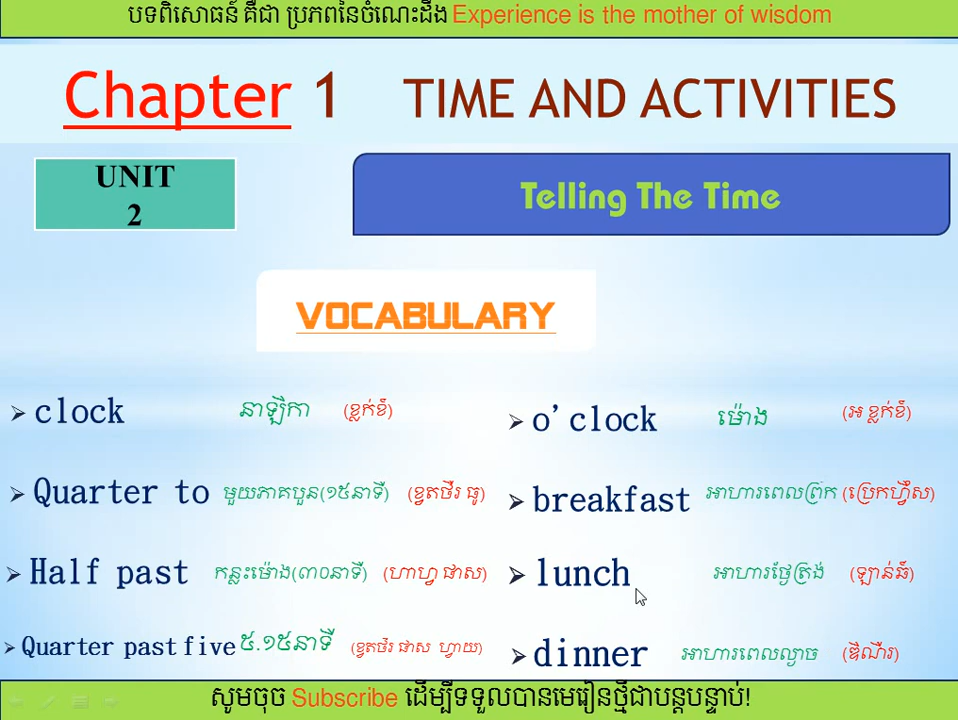 បទពិសោធន៍ គឺជា ប្រភពនៃចំណេះដឹង Experience is the mother of wisdom
Chapter 1 TIME AND ACTIVITIES
UNIT
2
Telling The Time
VOCABULARY
clock នាឡិកា (ខ្លក់ខ៍)
o'clock ម៉ោង (អ ខ្លក់ខ៍)
Quarter to មួយភាគបួន(១៥នាទី) (ខ្វតថឺរ ធូ)
breakfast អាហារពេលព្រឹក (ប្រេកហ្វឹស)
Half past កន្លះម៉ោង(៣០នាទី) (ហាហ្វ ផាស)
lunch អាហារថ្ងៃត្រង់ (ឡាន់ឆ៍)
Quarter past five ៥.១៥នាទី (ខ្វតថឺរ ផាស ហ្វាយ)
dinner អាហារពេលល្ងាច (ឌីណឺរ)
សូមចុច Subscribe ដើម្បីទទួលបានមេរៀនថ្មីជាបន្តបន្ទាប់!